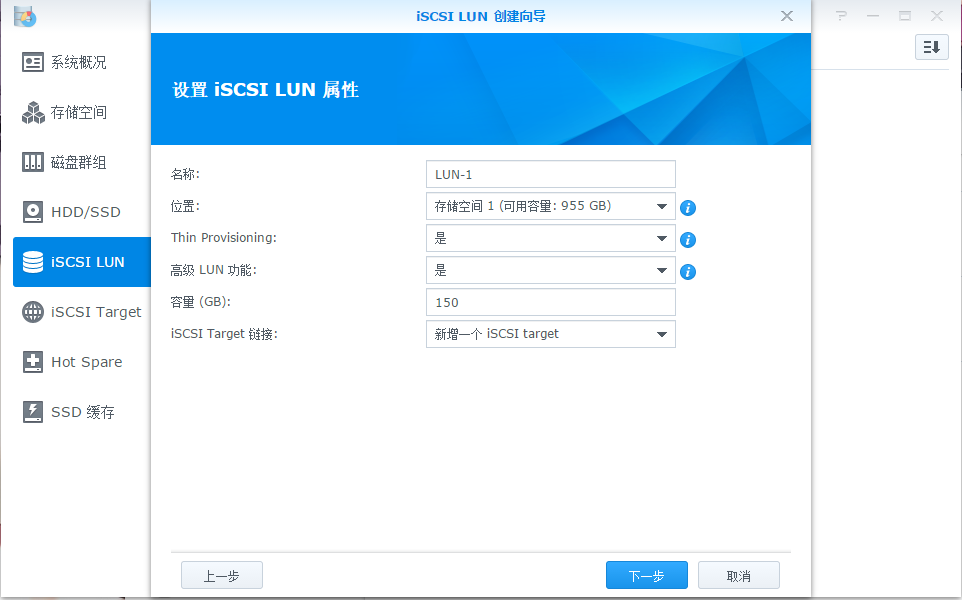 iSCSI LUN 创建向导
系统概况
存储空间
磁盘群组
HDD/SSD
iSCSI LUN
iSCSI Target
Hot Spare
SSD 缓存
设置 iSCSI LUN 属性
名称:
LUN-1
位置:
存储空间 1 (可用容量: 955 GB)
Thin Provisioning:
是
高级 LUN 功能:
是
容量 (GB):
150
iSCSI Target 链接:
新增一个 iSCSI target
上一步
下一步
取消